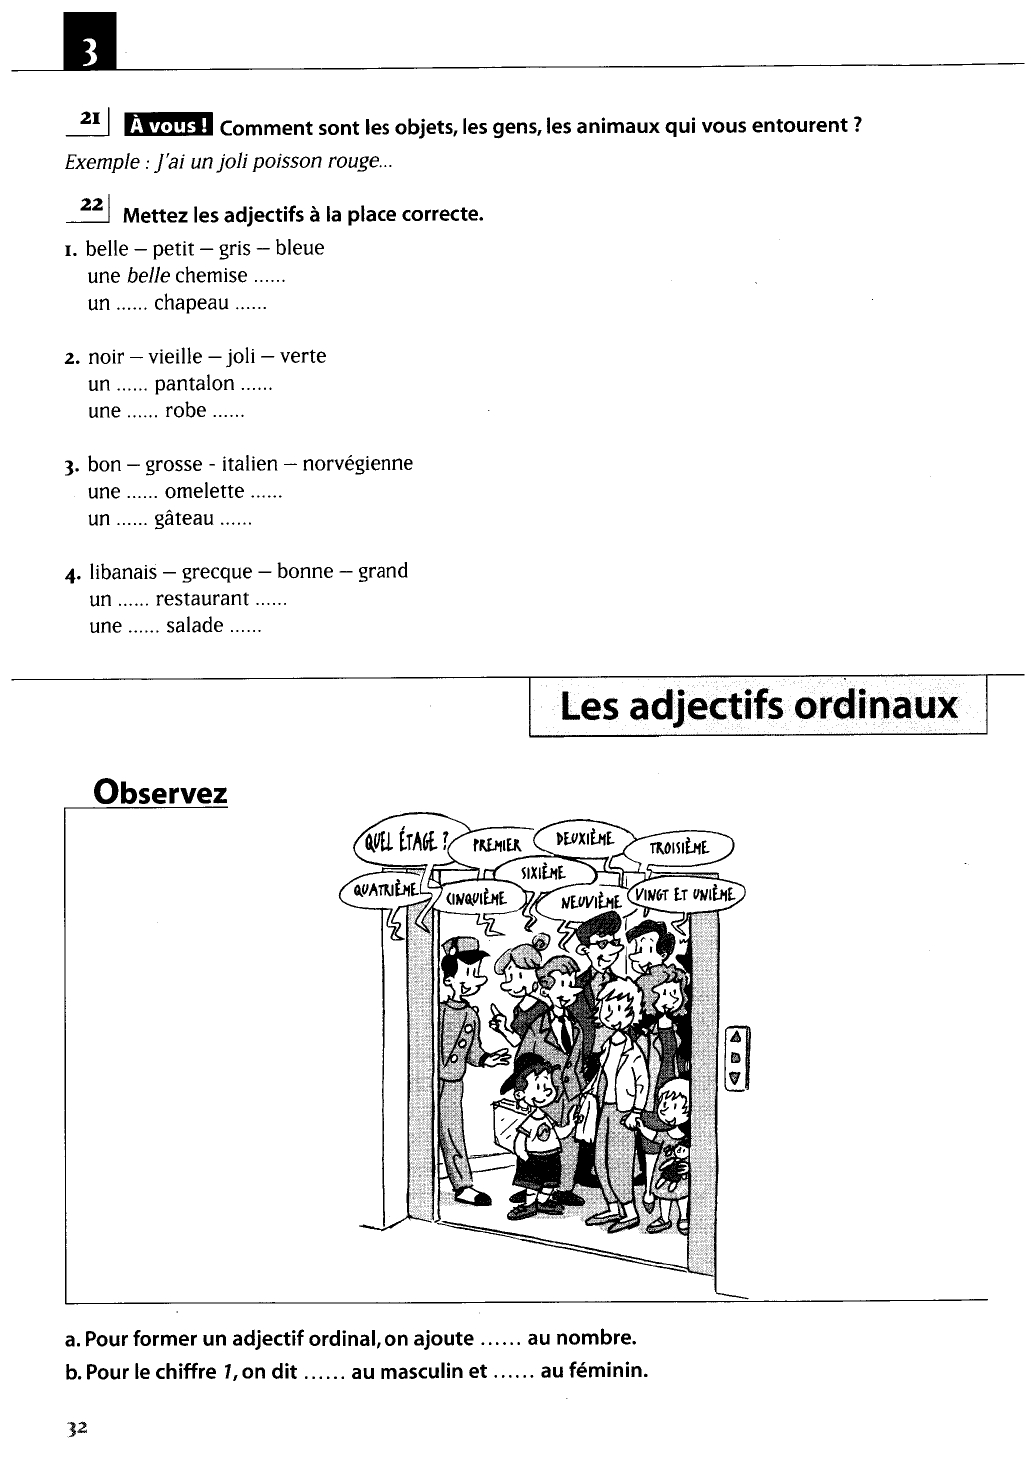 3
21 À vous ! Comment sont les objets, les gens, les animaux qui vous entourent ?
Exemple : J'ai un joli poisson rouge...
22 Mettez les adjectifs à la place correcte.
1. belle – petit – gris – bleue
une belle chemise ......
un ...... chapeau ......
2. noir – vieille – joli – verte
un ...... pantalon ......
une ...... robe ......
3. bon – grosse - italien – norvégienne
une ...... omelette ......
un ...... gâteau ......
4. libanais – grecque – bonne – grand
un ...... restaurant ......
une ...... salade ......
Les adjectifs ordinaux
Observez
QUEL ÉTAGE ?
PREMIER
DEUXIÈME
TROISIÈME
QUATRIÈME
CINQUIÈME
SIXIÈME
NEUVIÈME
VINGT ET UNIÈME
a. Pour former un adjectif ordinal, on ajoute ...... au nombre.
b. Pour le chiffre 1, on dit ...... au masculin et ...... au féminin.
32